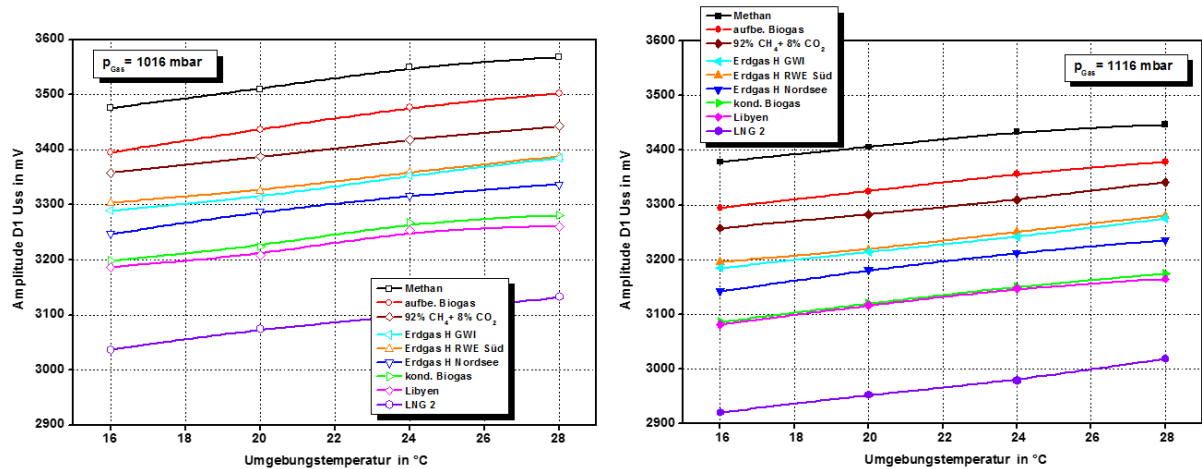 3600
3500
3400
3300
3200
3100
3000
2900
16
18
20
22
24
26
28
Amplitude D1 Uss in mV
Umgebungstemperatur in °C
pGas = 1016 mbar
Methan
aufbe. Biogas
92% CH4+ 8% CO2
Erdgas H GWI
Erdgas H RWE Süd
Erdgas H Nordsee
kond. Biogas
Libyen
LNG 2
Methan
aufbe. Biogas
92% CH4+ 8% CO2
Erdgas H GWI
Erdgas H RWE Süd
Erdgas H Nordsee
kond. Biogas
Libyen
LNG 2
pGas = 1116 mbar
3600
3500
3400
3300
3200
3100
3000
2900
16
18
20
22
24
26
28
Amplitude D1 Uss in mV
Umgebungstemperatur in °C